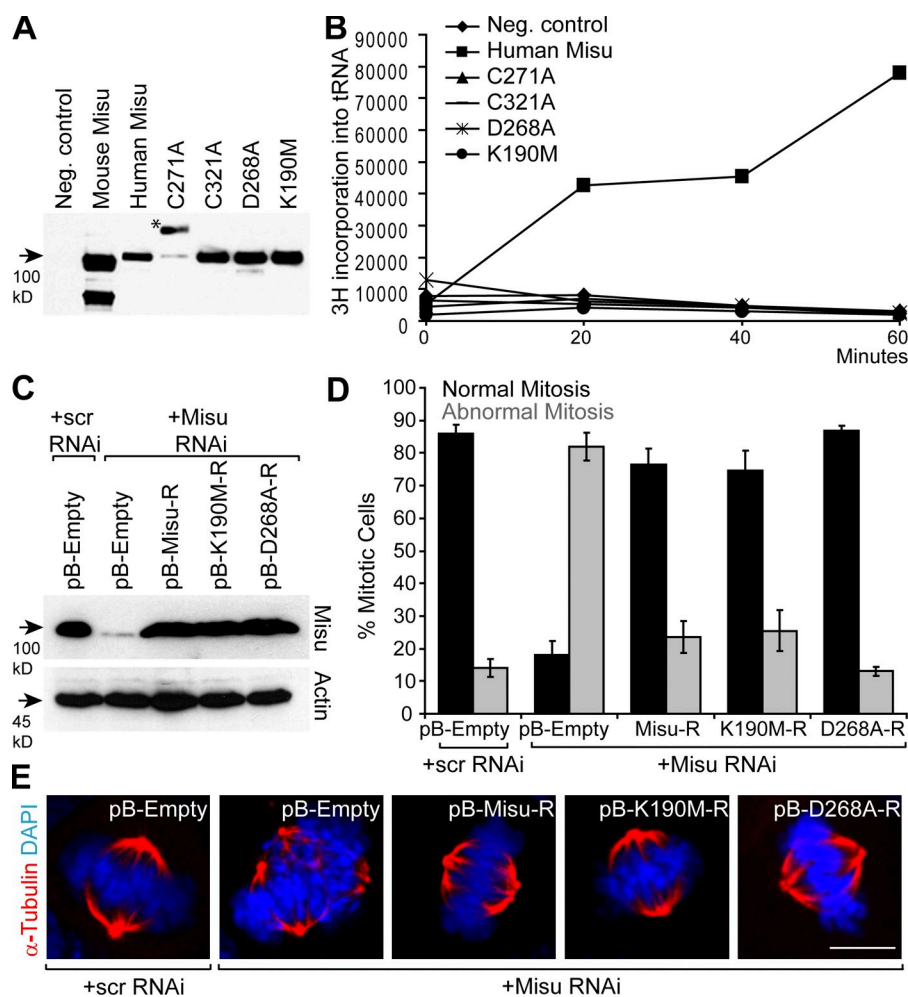 A
Neg. control
Mouse Misu
Human Misu
C271A
C321A
D268A
K190M
*
100
kD
B
3H incorporation into tRNA
90000
80000
70000
60000
50000
40000
30000
20000
10000
0
Neg. control
Human Misu
C271A
C321A
D268A
K190M
0
20
40
60
Minutes
C
+scr
RNAi
+Misu
RNAi
pB-Empty
pB-Empty
pB-Misu-R
pB-K190M-R
pB-D268A-R
Misu
100
kD
Actin
45
kD
D
Normal Mitosis
Abnormal Mitosis
% Mitotic Cells
100
90
80
70
60
50
40
30
20
10
0
pB-Empty
pB-Empty
Misu-R
K190M-R
D268A-R
+scr RNAi
+Misu RNAi
E
α-Tubulin DAPI
pB-Empty
pB-Empty
pB-Misu-R
pB-K190M-R
pB-D268A-R
+scr RNAi
+Misu RNAi